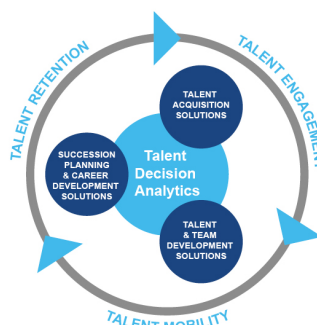 TALENT RETENTION
TALENT ENGAGEMENT
TALENT
ACQUISITION
SOLUTIONS
SUCCESSION
PLANNING
& CAREER
DEVELOPMENT
SOLUTIONS
Talent
Decision
Analytics
TALENT
& TEAM
DEVELOPMENT
SOLUTIONS
TALENT MOBILITY